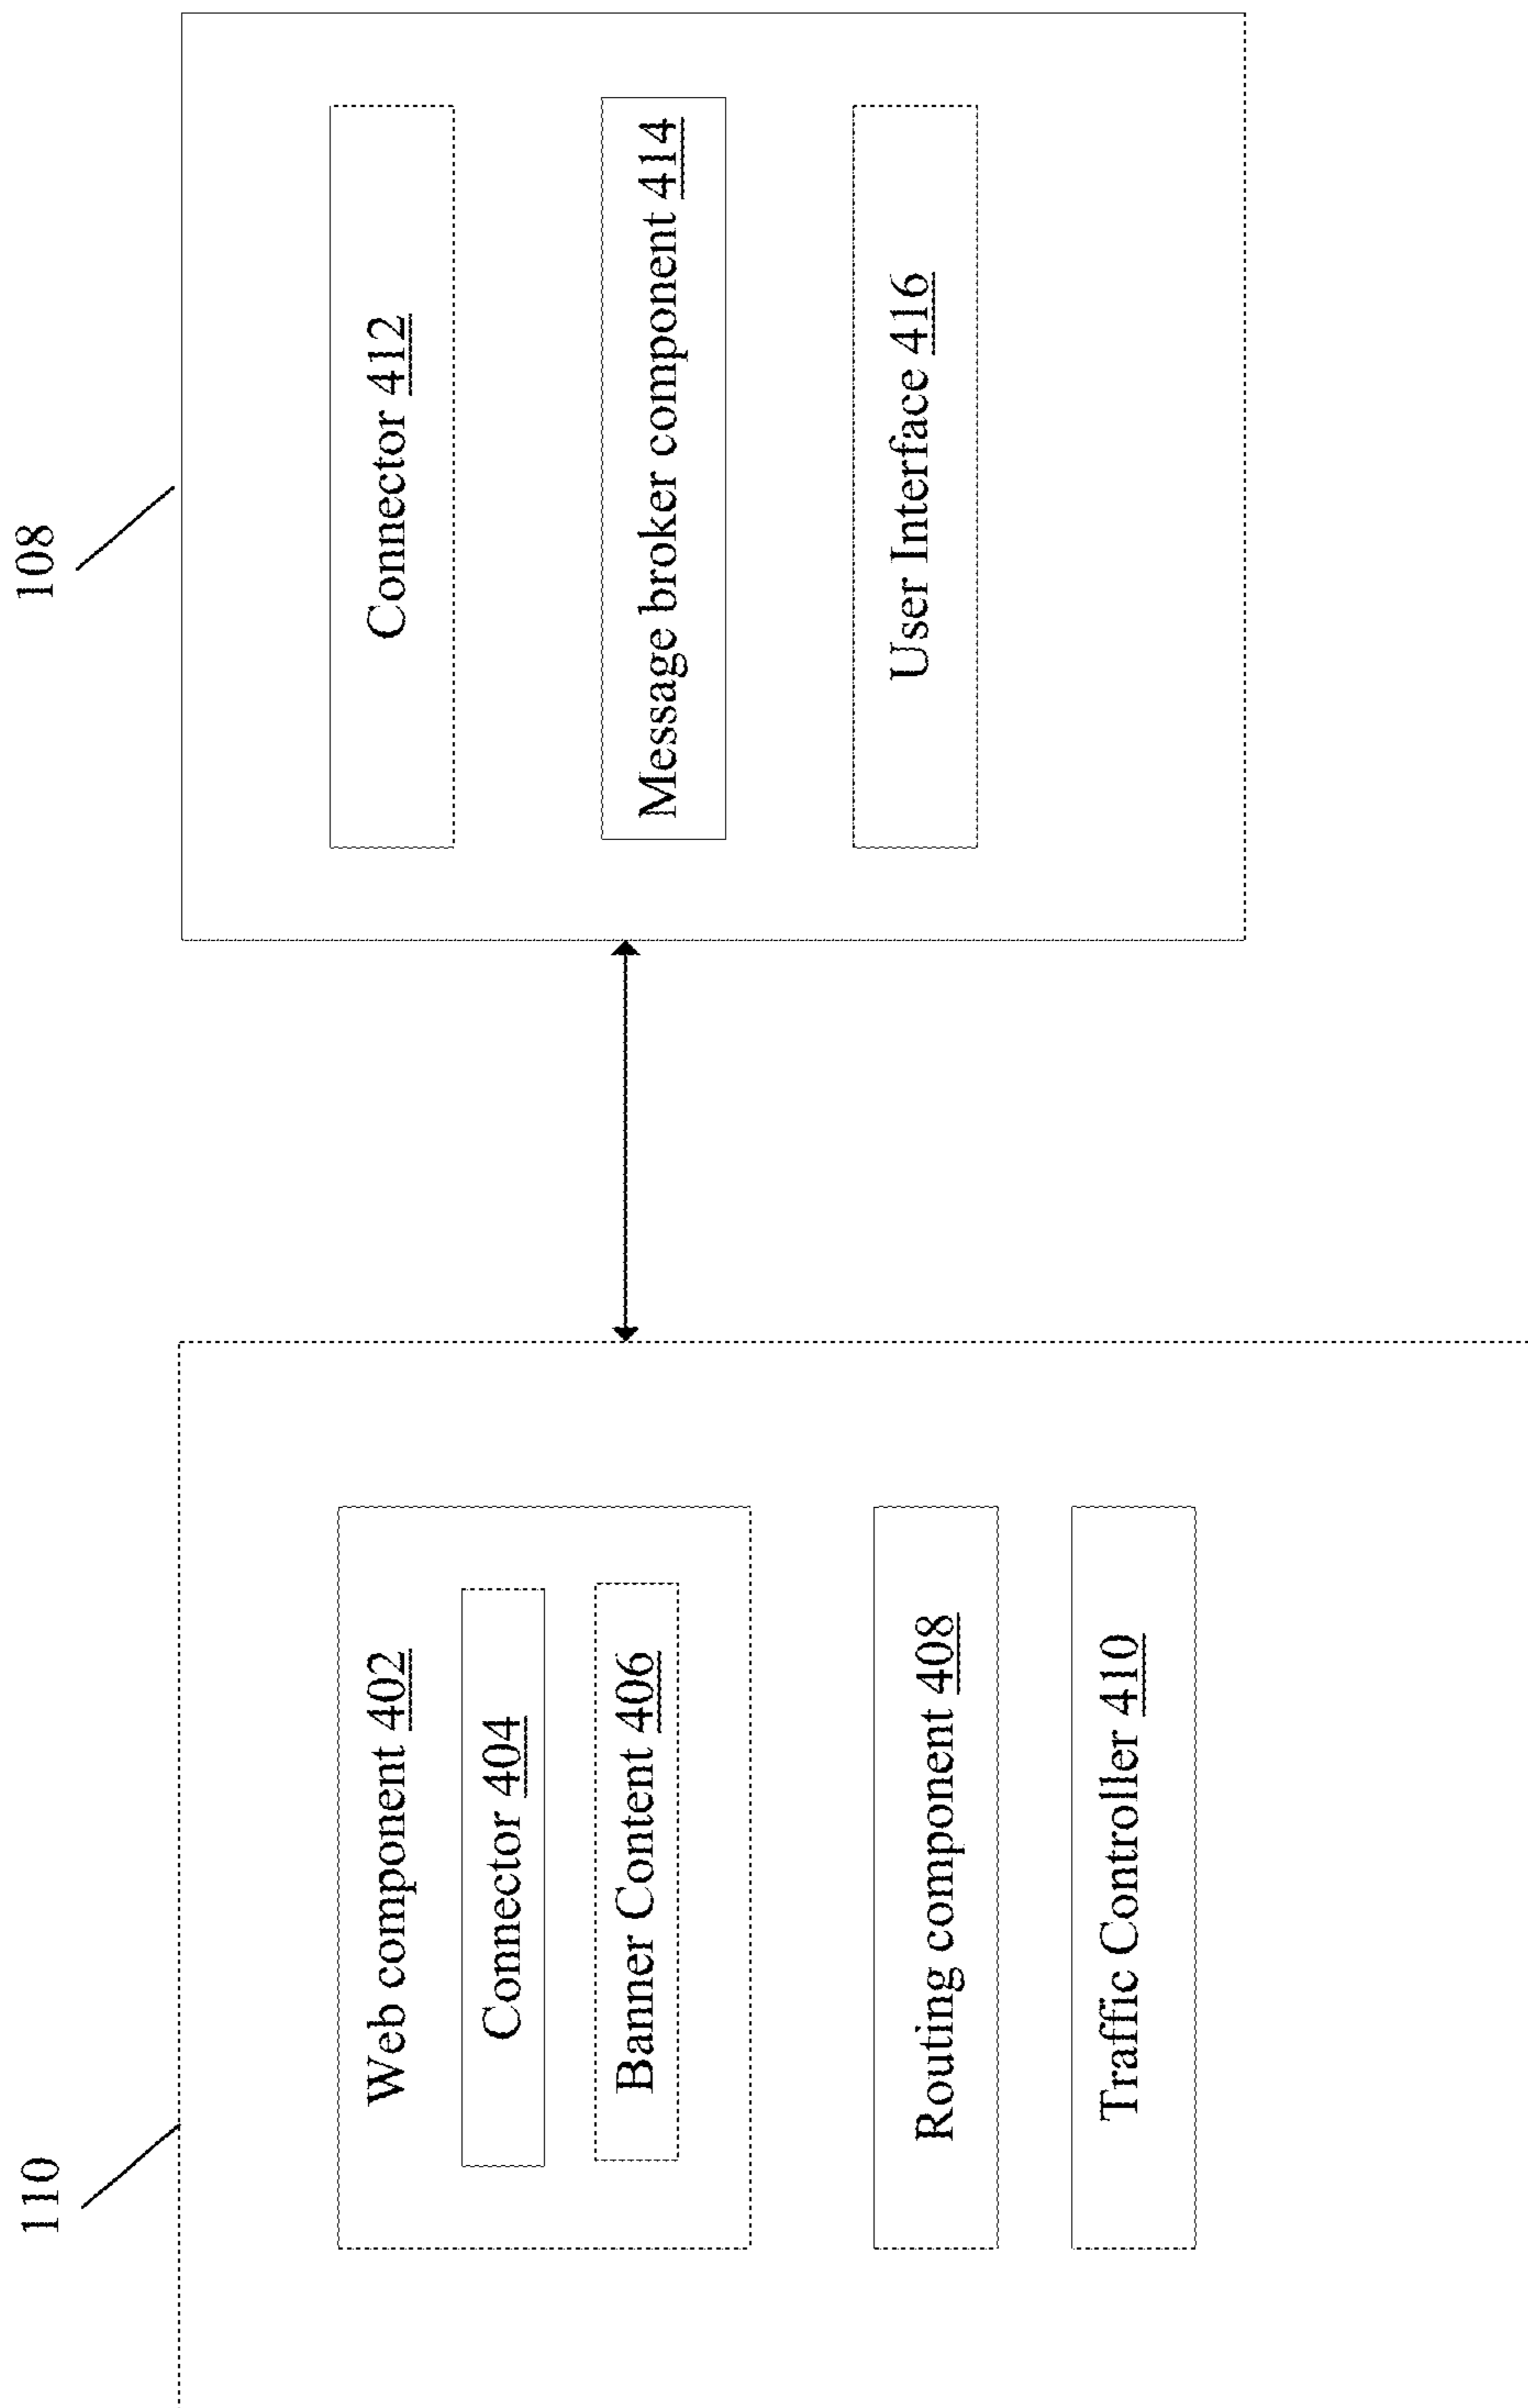 110
Web component 402
Connector 404
Banner Content 406
Routing component 408
Traffic Controller 410
108
Connector 412
Message broker component 414
User Interface 416